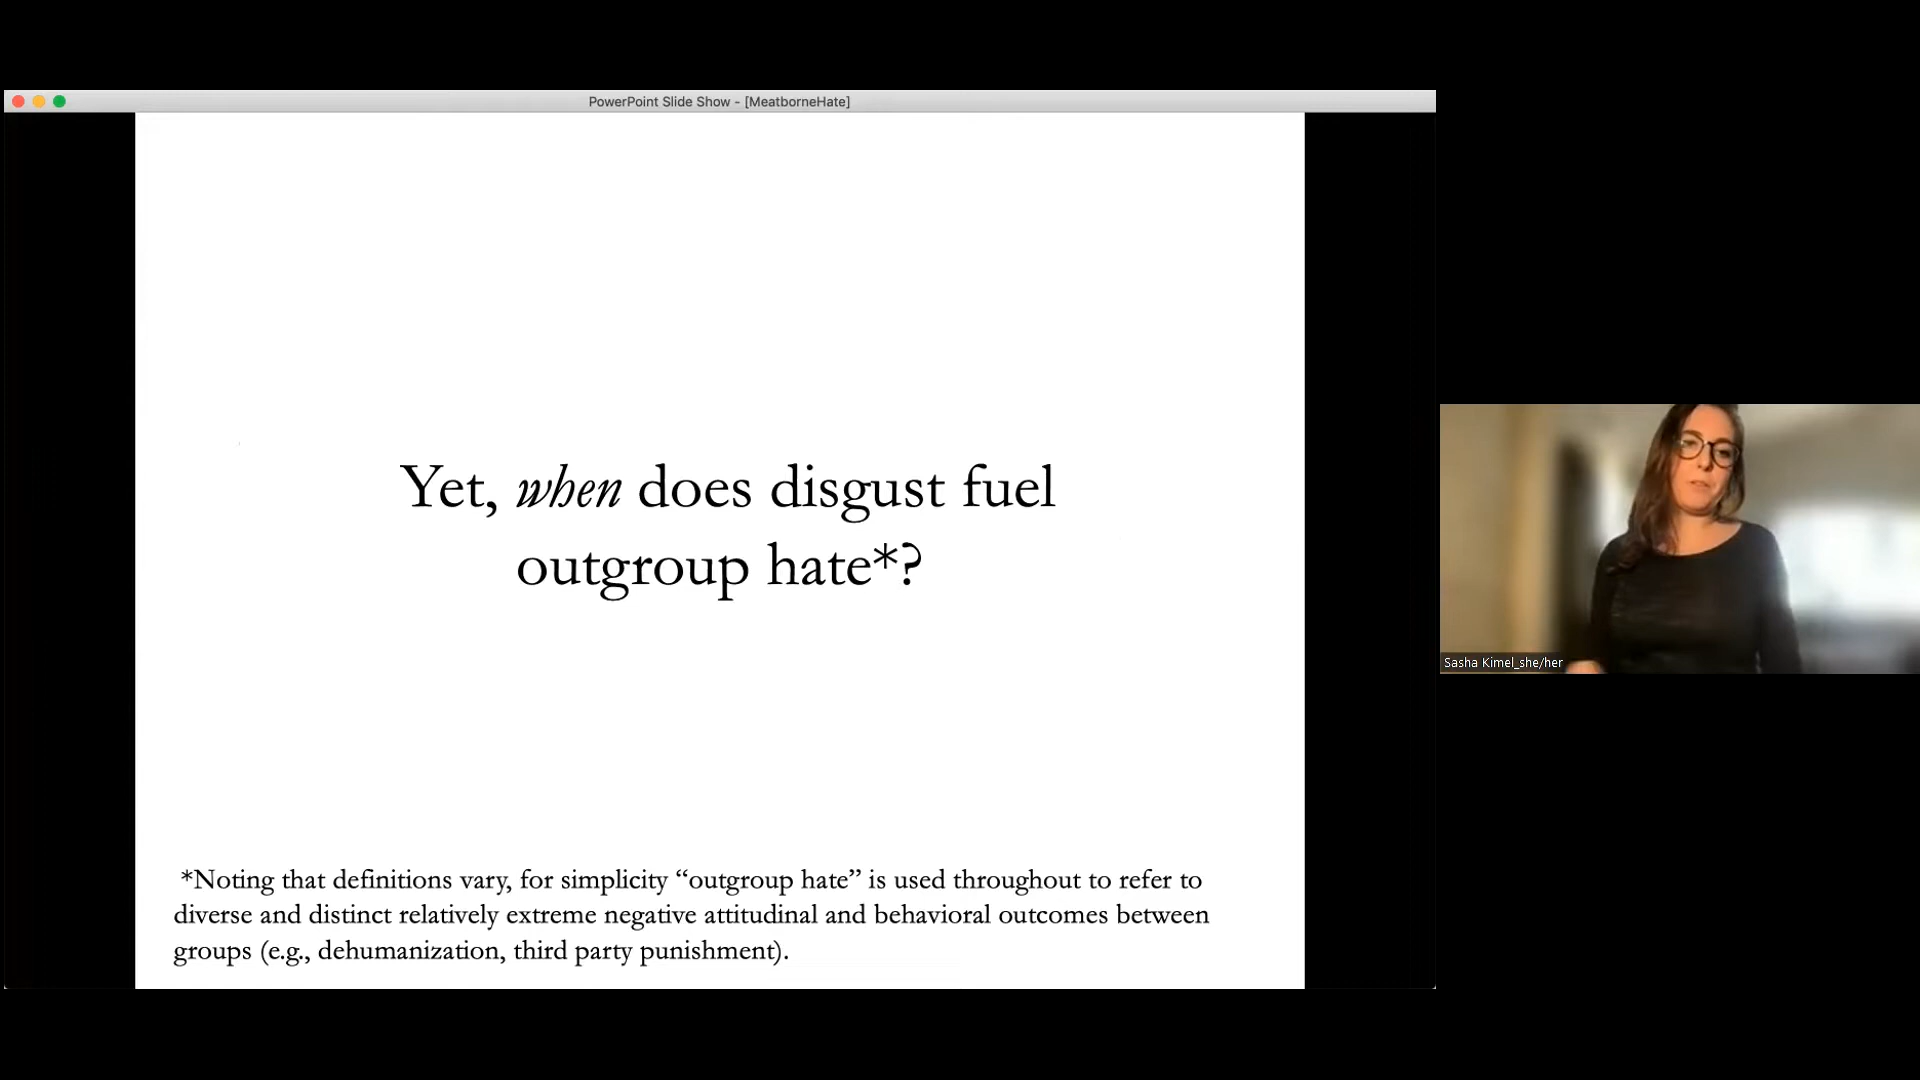 PowerPoint Slide Show - [MeatborneHate]
Yet, when does disgust fuel
outgroup hate*?
*Noting that definitions vary, for simplicity “outgroup hate” is used throughout to refer to
diverse and distinct relatively extreme negative attitudinal and behavioral outcomes between
groups (e.g., dehumanization, third party punishment).
Sasha Kimel_she/her